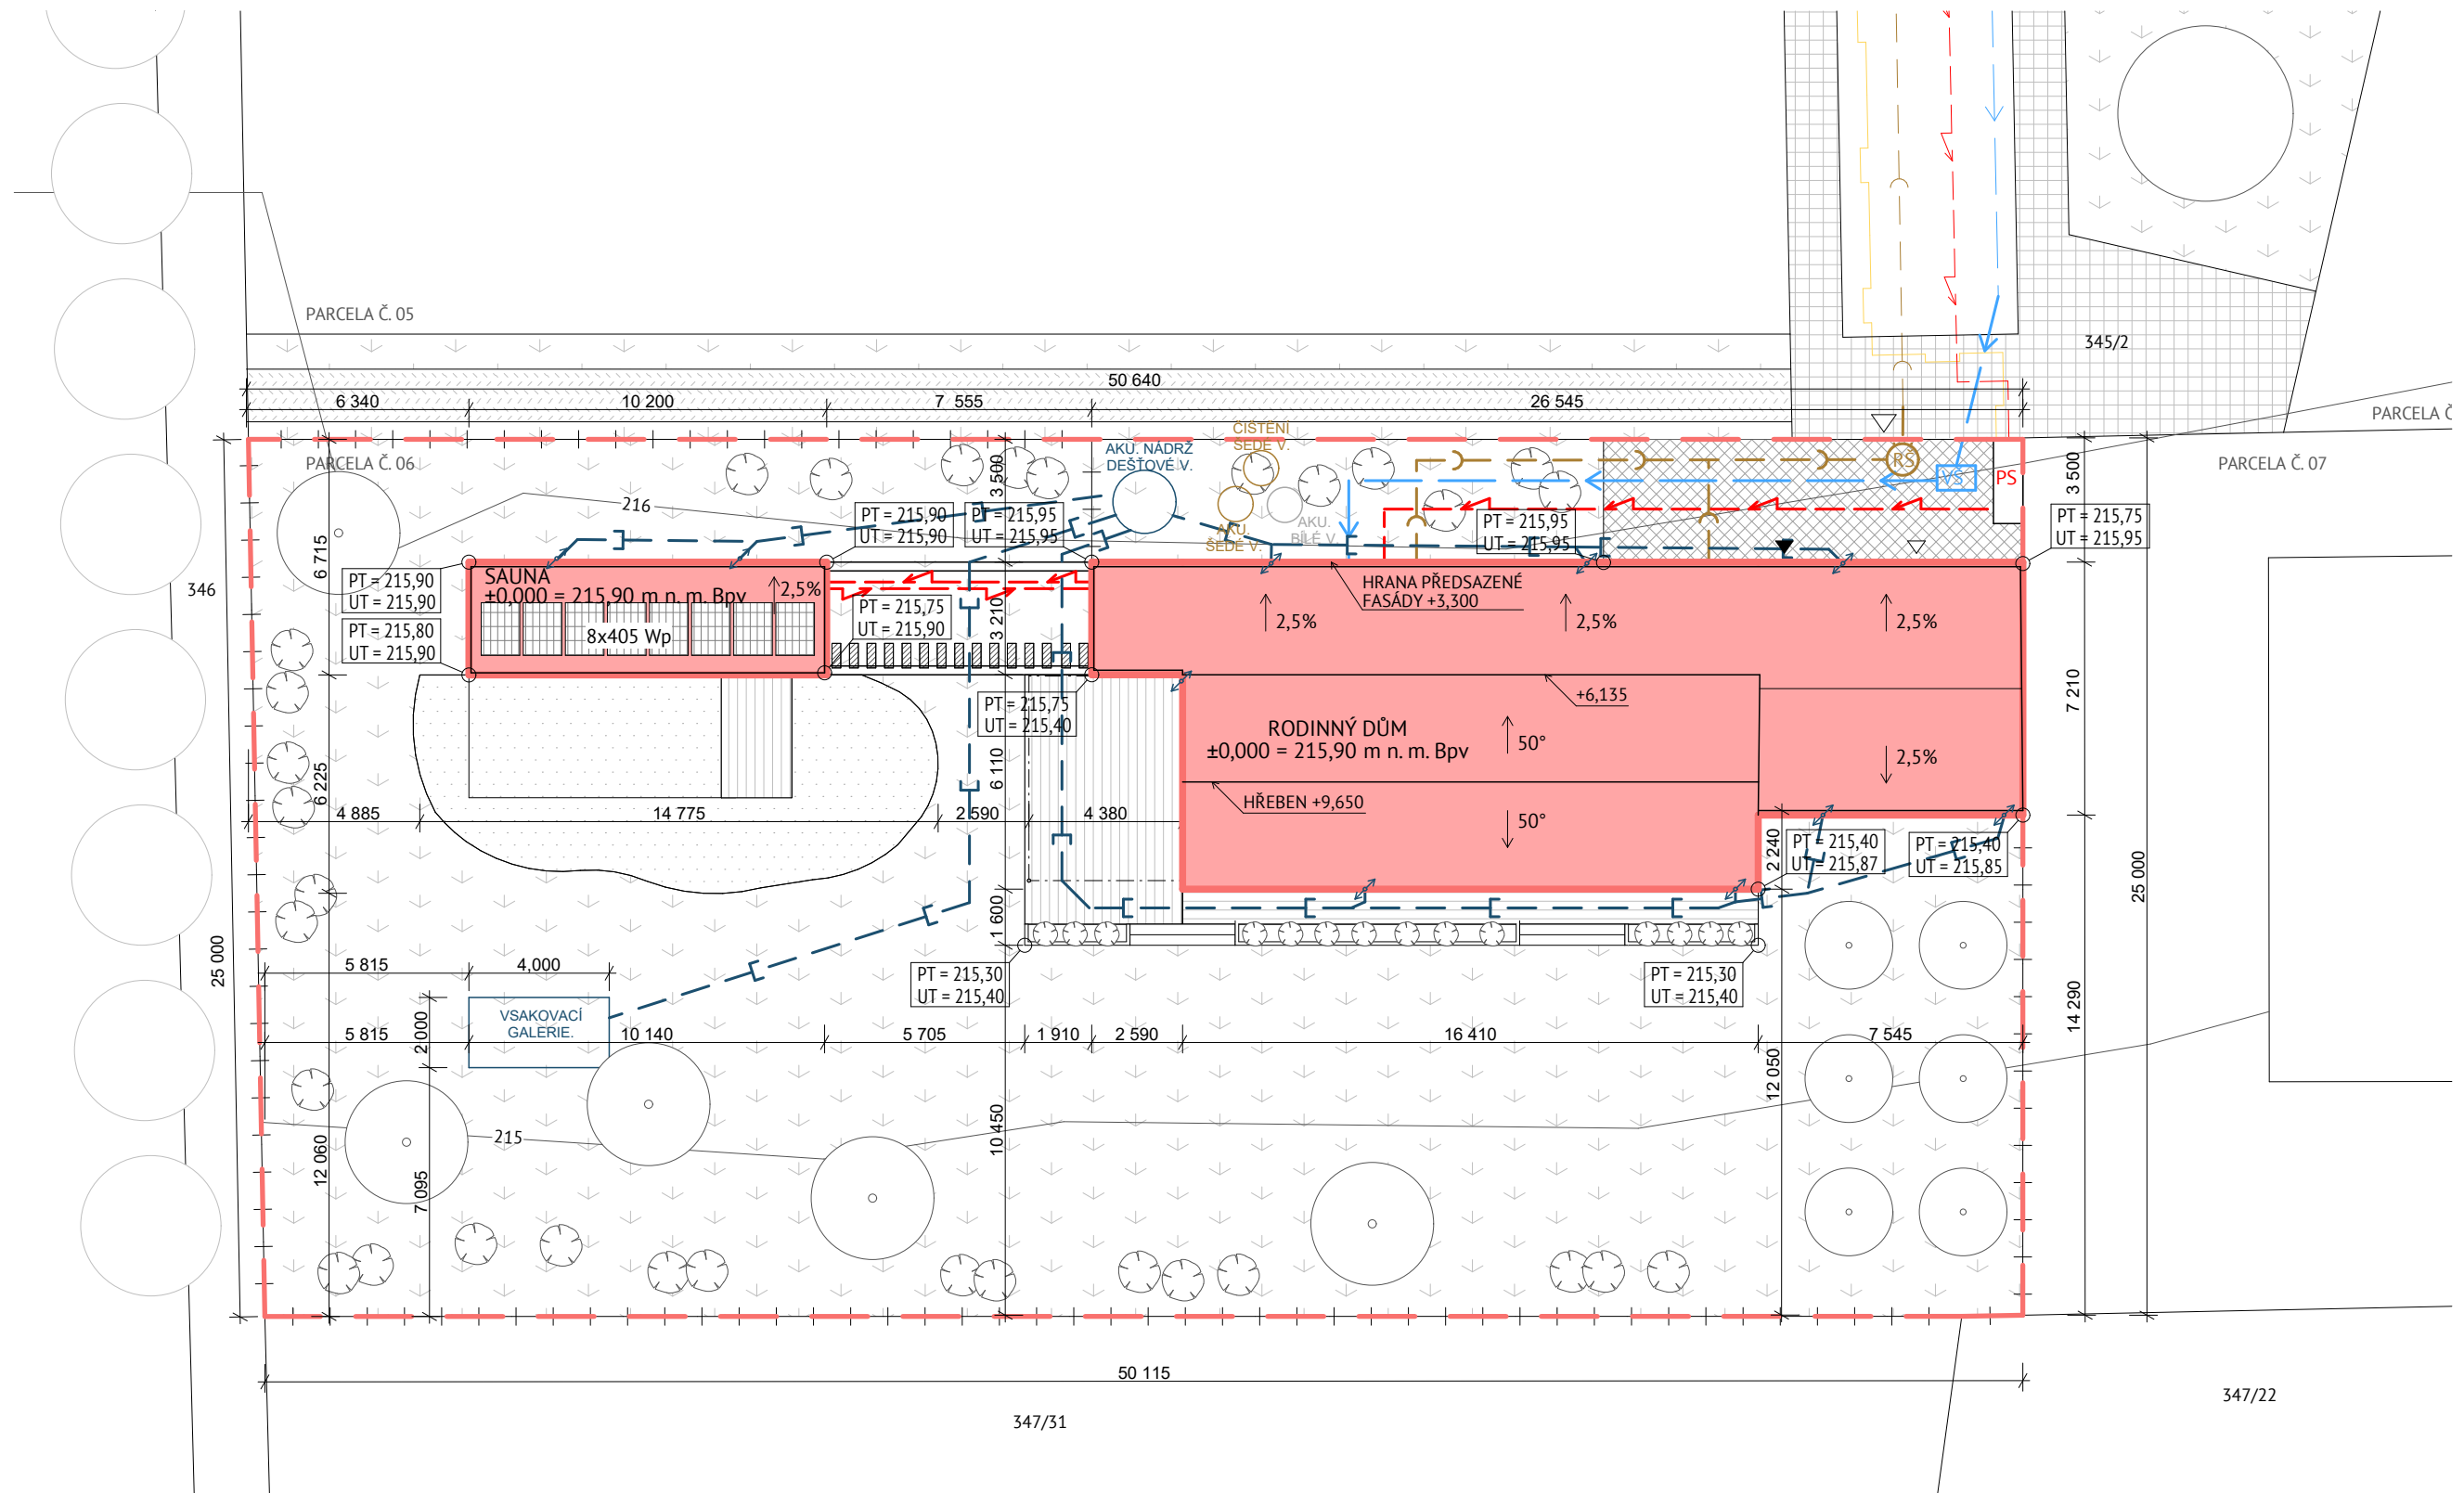 PARCELA Č. 05
345/2
50 640
6 340
10 200
7 555
26 545
PARCELA Č
PARCELA Č. 06
PARCELA Č. 07
ČIŠTĚNÍ
ŠEDÉ V.
AKU. NÁDRŽ
DEŠŤOVÉ V.
3 500
RŠ
VŠ
PS
3 500
216
PT = 215,90
UT = 215,90
PT = 215,95
UT = 215,95
AKU.
ŠEDÉ V.
AKU.
BÍLÉ V.
PT = 215,95
UT = 215,95
PT = 215,75
UT = 215,95
6 715
346
PT = 215,90
UT = 215,90
SAUNA
±0,000 = 215,90 m n. m. Bpv
2,5%
PT = 215,75
UT = 215,90
3 210
HRANA PŘEDSAZENÉ
FASÁDY +3,300
2,5%
2,5%
2,5%
PT = 215,80
UT = 215,90
8x405 Wp
7 210
PT = 215,75
UT = 215,40
+6,135
RODINNÝ DŮM
±0,000 = 215,90 m n. m. Bpv
50°
2,5%
6 225
6 110
HŘEBEN +9,650
50°
4 885
14 775
2 590
4 380
2 240
PT = 215,40
UT = 215,87
PT = 215,40
UT = 215,85
25 000
1 600
25 000
5 815
4,000
PT = 215,30
UT = 215,40
PT = 215,30
UT = 215,40
VSAKOVACÍ
GALERIE.
2 000
14 290
5 815
10 140
5 705
1 910
2 590
16 410
7 545
12 050
215
10 450
12 060
7 095
50 115
347/31
347/22